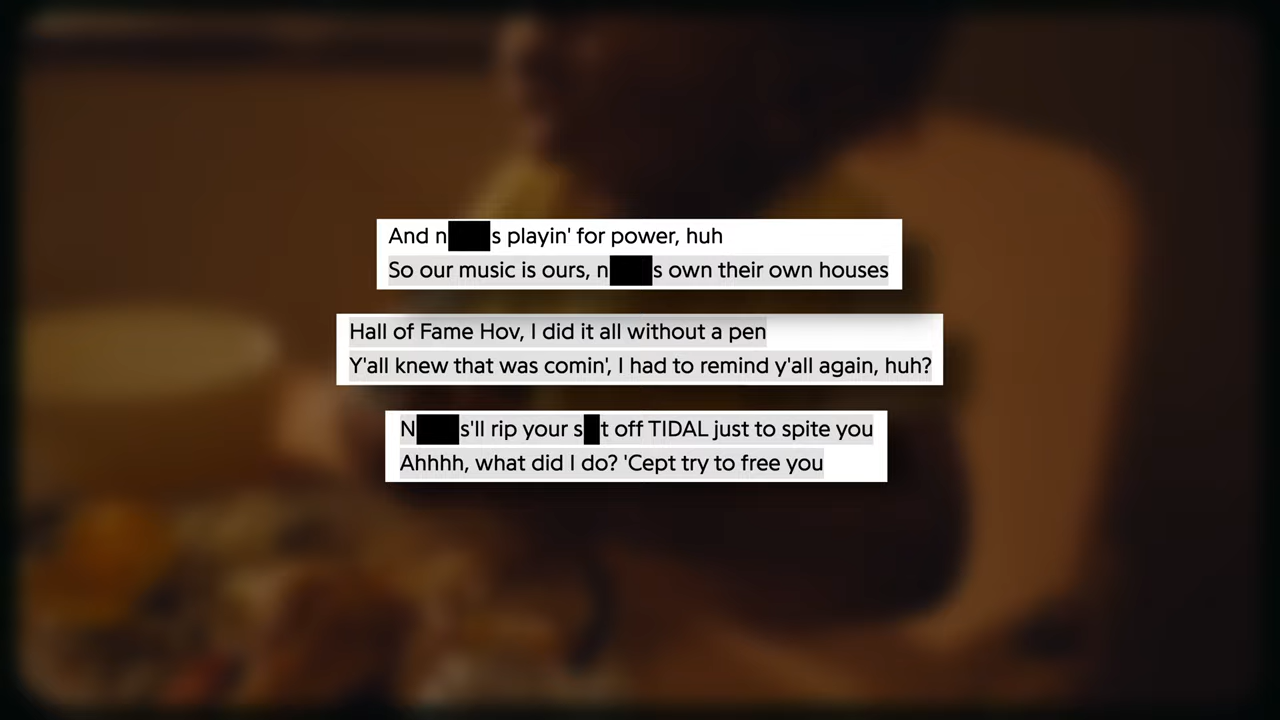 And n███s playin' for power, huh
So our music is ours, n███s own their own houses
Hall of Fame Hov, I did it all without a pen
Y'all knew that was comin', I had to remind y'all again, huh?
N███s'll rip your s█t off TIDAL just to spite you
Ahhhh, what did I do? 'Cept try to free you